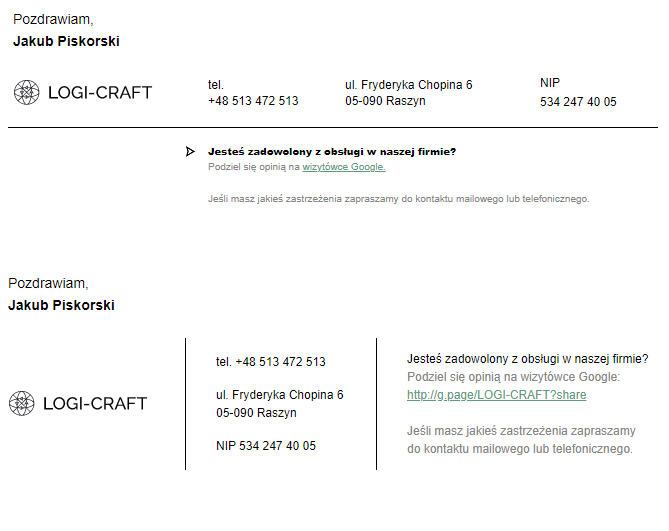 Pozdrawiam,
Jakub Piskorski
LOGI-CRAFT
tel.
+48 513 472 513
ul. Fryderyka Chopina 6
05-090 Raszyn
NIP
534 247 40 05
Jesteś zadowolony z obsługi w naszej firmie?
Podziel się opinią na wizytówce Google.
Jeśli masz jakieś zastrzeżenia zapraszamy do kontaktu mailowego lub telefonicznego.
Pozdrawiam,
Jakub Piskorski
LOGI-CRAFT
tel. +48 513 472 513
ul. Fryderyka Chopina 6
05-090 Raszyn
NIP 534 247 40 05
Jesteś zadowolony z obsługi w naszej firmie?
Podziel się opinią na wizytówce Google:
http://g.page/LOGI-CRAFT?share
Jeśli masz jakieś zastrzeżenia zapraszamy
do kontaktu mailowego lub telefonicznego.